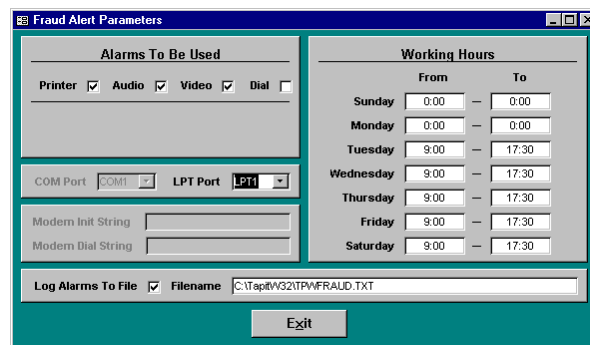 Fraud Alert Parameters
Alarms To Be Used
Printer Audio Video Dial
COM Port COM1 LPT Port LPT1
Modem Init String
Modem Dial String
Working Hours
From To
Sunday 0:00 — 0:00
Monday 0:00 — 0:00
Tuesday 9:00 — 17:30
Wednesday 9:00 — 17:30
Thursday 9:00 — 17:30
Friday 9:00 — 17:30
Saturday 9:00 — 17:30
Log Alarms To File Filename C:\TapitW32\TPWFRAUD.TXT
Exit